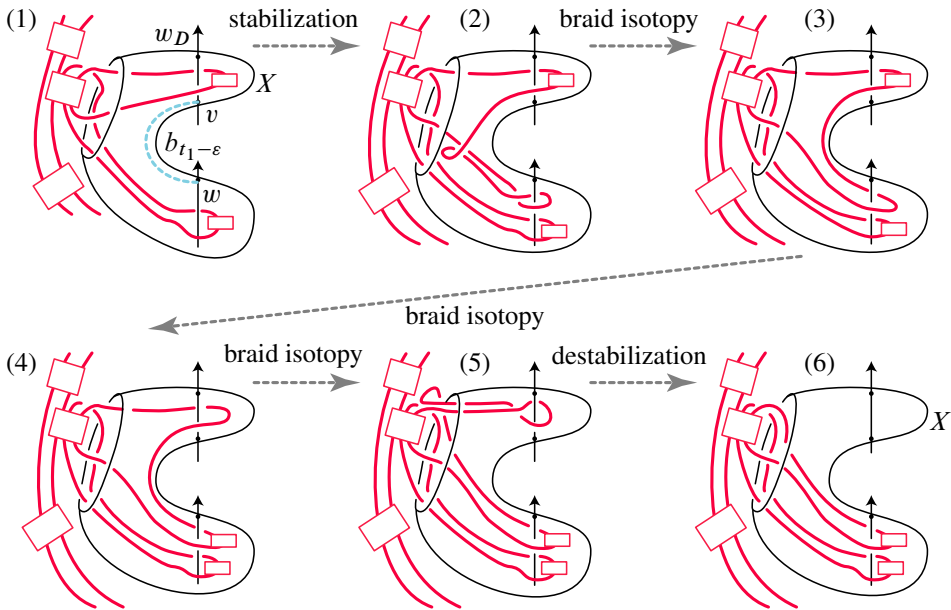 (1) stabilization (2) braid isotopy (3)
w_D
X
v
b_{t_1−ε}
w
braid isotopy
(4) braid isotopy (5) destabilization (6)
X